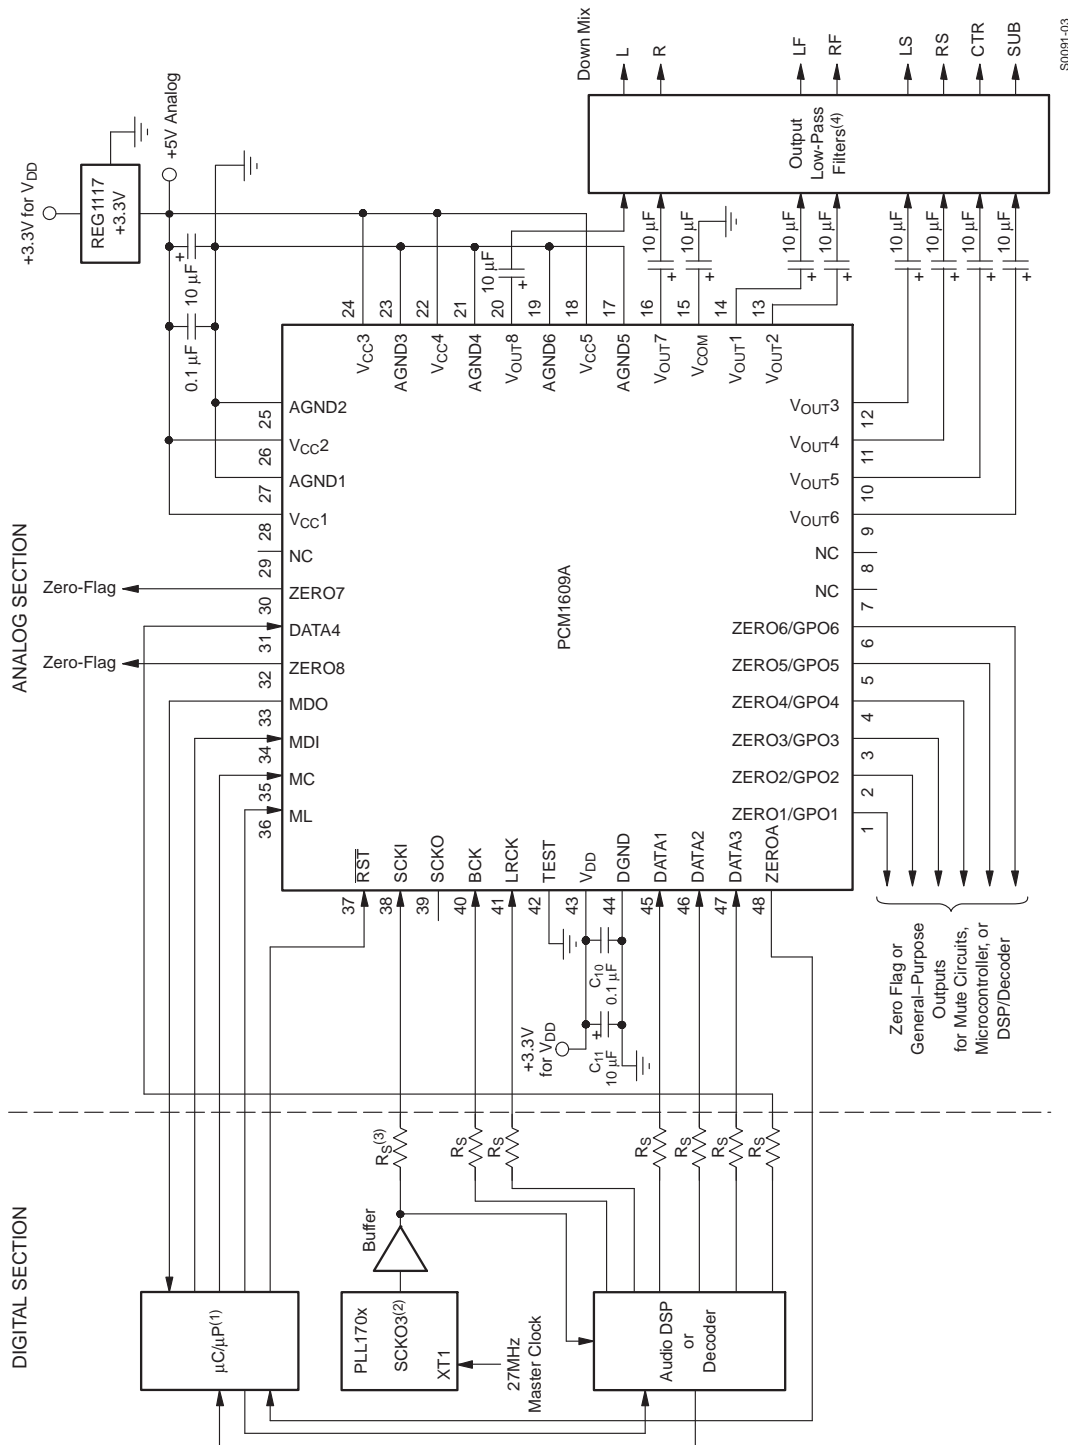 DIGITAL SECTION
ANALOG SECTION
µC/µP(1)
PLL170x
SCKO3(2)
XT1
27MHz
Master Clock
Buffer
Audio DSP
or
Decoder
RS(3)
RS
RS
RS
RS
RS
RS
+3.3V
for VDD
C11
10 µF
+
C10
0.1 µF
Zero-Flag
Zero-Flag
PCM1609A
36 ML
35 MC
34 MDI
33 MDO
32 ZERO8
31 DATA4
30 ZERO7
29 NC
28 VCC1
27 AGND1
26 VCC2
25 AGND2
37 RST
38 SCKI
39 SCKO
40 BCK
41 LRCK
42 TEST
43 VDD
44 DGND
45 DATA1
46 DATA2
47 DATA3
48 ZEROA
ZERO1/GPO1 1
ZERO2/GPO2 2
ZERO3/GPO3 3
ZERO4/GPO4 4
ZERO5/GPO5 5
ZERO6/GPO6 6
NC 7
NC 8
VOUT6 9
VOUT5 10
VOUT4 11
VOUT3 12
24 VCC3
23 AGND3
22 VCC4
21 AGND4
20 VOUT8
19 AGND6
18 VCC5
17 AGND5
16 VOUT7
15 VCOM
14 VOUT1
13 VOUT2
0.1 µF
10 µF
+
+3.3V for VDD
REG1117
+3.3V
+5V Analog
10 µF
+
10 µF
+
10 µF
+
10 µF
+
10 µF
+
10 µF
+
10 µF
+
10 µF
+
10 µF
+
Output
Low-Pass
Filters(4)
Down Mix
L
R
LF
RF
LS
RS
CTR
SUB
Zero Flag or
General−Purpose
Outputs
for Mute Circuits,
Microcontroller, or
DSP/Decoder
S0091-03